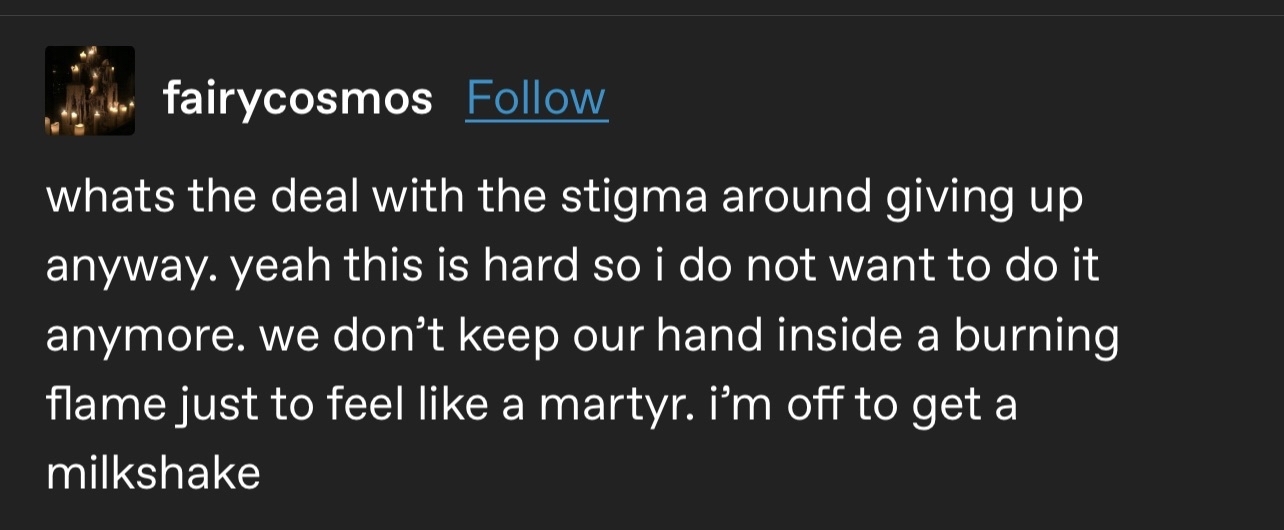 fairycosmos Follow
whats the deal with the stigma around giving up
anyway. yeah this is hard so i do not want to do it
anymore. we don’t keep our hand inside a burning
flame just to feel like a martyr. i’m off to get a
milkshake